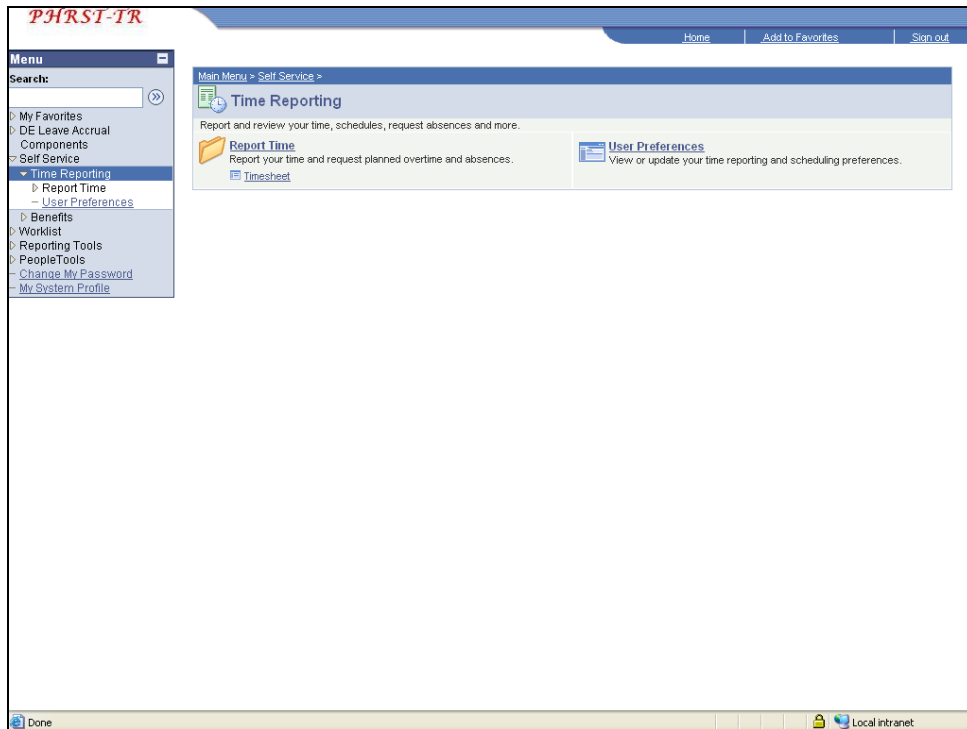 PHRST-TR
Home Add to Favorites Sign out
Menu
Search:
My Favorites
DE Leave Accrual
Components
Self Service
Time Reporting
Report Time
User Preferences
Benefits
Worklist
Reporting Tools
PeopleTools
Change My Password
My System Profile
Main Menu > Self Service >
Time Reporting
Report and review your time, schedules, request absences and more.
Report Time
Report your time and request planned overtime and absences.
Timesheet
User Preferences
View or update your time reporting and scheduling preferences.
Done
Local intranet